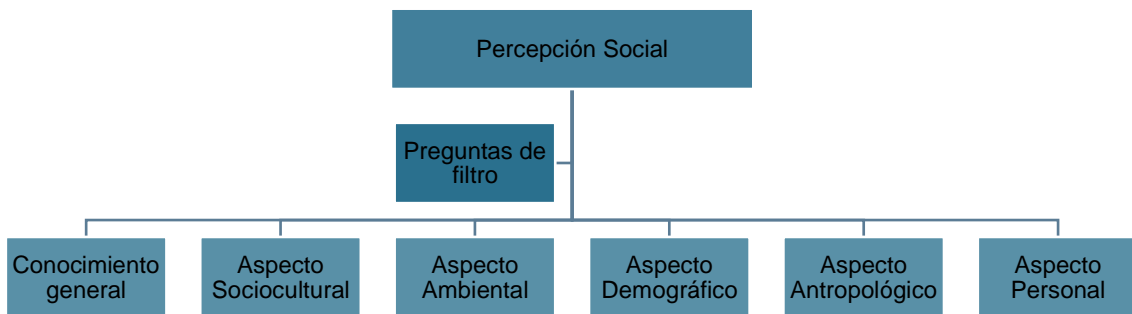 Percepción Social
Preguntas de
filtro
Conocimiento
general
Aspecto
Sociocultural
Aspecto
Ambiental
Aspecto
Demográfico
Aspecto
Antropológico
Aspecto
Personal